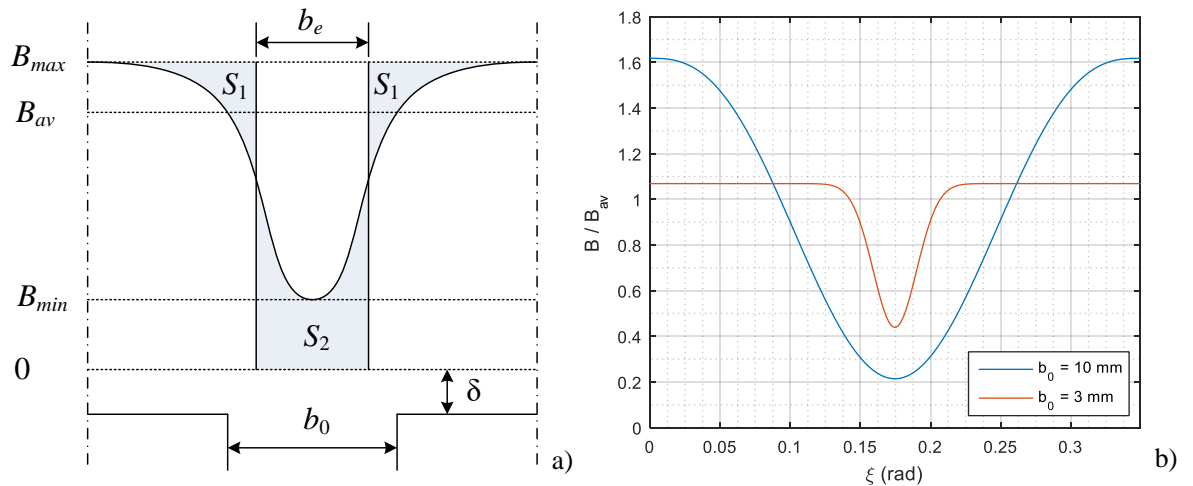 b_e
B_max
S_1 S_1
B_av
B_min
S_2
0
δ
b_0
a)
1.8
1.6
1.4
1.2
1
0.8
0.6
0.4
0.2
0
B / B_av
0 0.05 0.1 0.15 0.2 0.25 0.3
ξ (rad)
b_0 = 10 mm
b_0 = 3 mm
b)